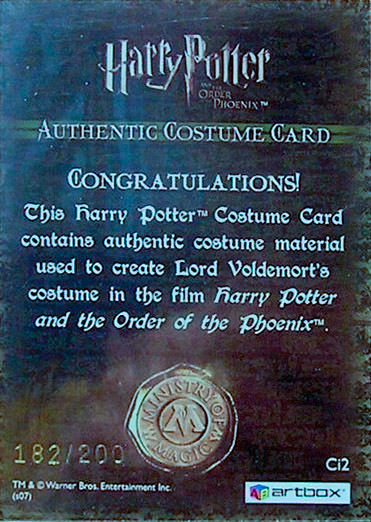 Harry Potter
AND THE
ORDER
OF THE
PHOENIX™
AUTHENTIC COSTUME CARD
CONGRATULATIONS!
This Harry Potter™ Costume Card
contains authentic costume material
used to create Lord Voldemort's
costume in the film Harry Potter
and the Order of the Phoenix™.
MINISTRY OF MAGIC
M
182/200
Ci2
TM & © Warner Bros. Entertainment Inc.
(s07)
artbox